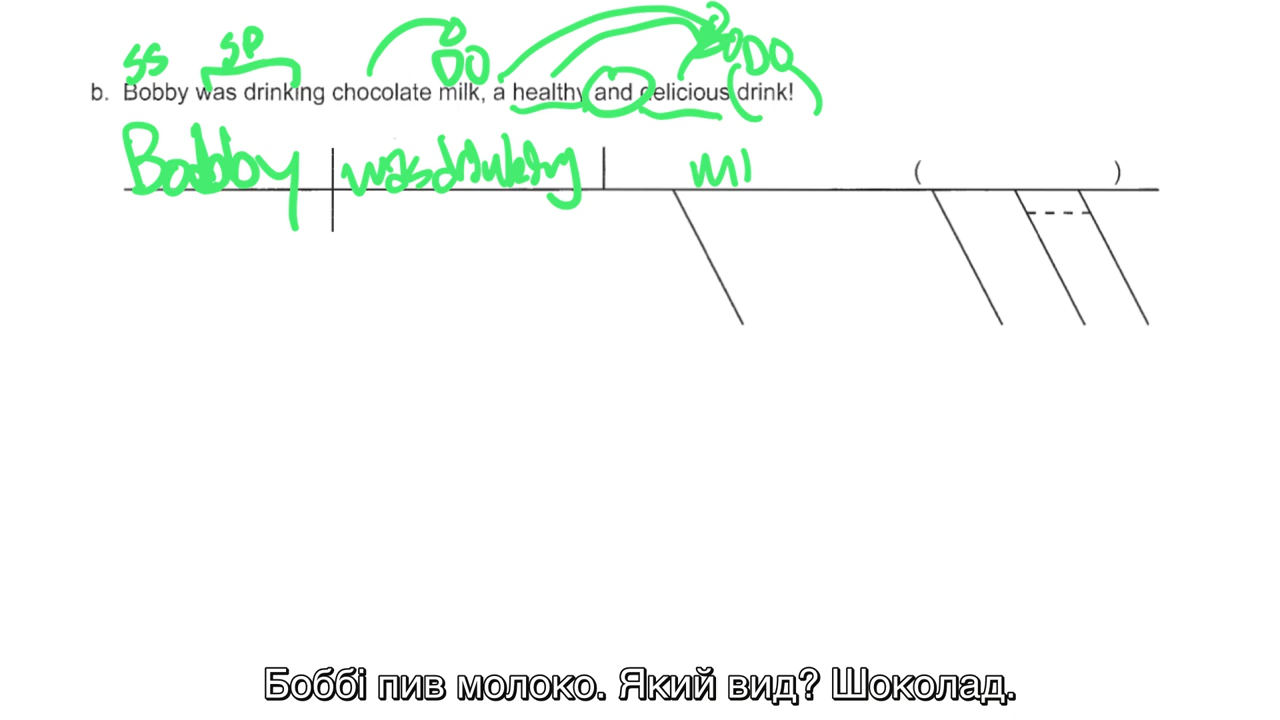 SS SP DO DO
b. Bobby was drinking chocolate milk, a healthy and delicious drink!
Bobby was drinking mi ( )
Боббі пив молоко. Який вид? Шоколад.